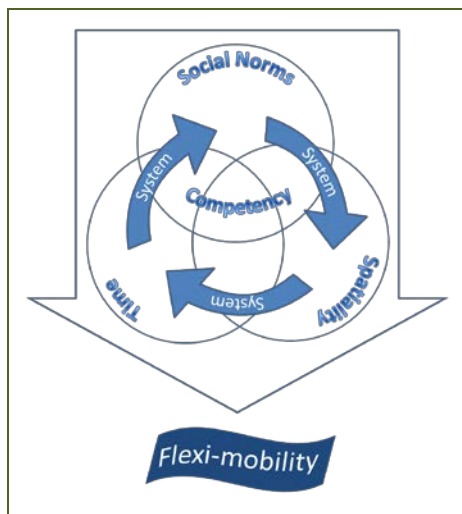 Social Norms
System
System
Competency
Time
System
Spatiality
Flexi-mobility